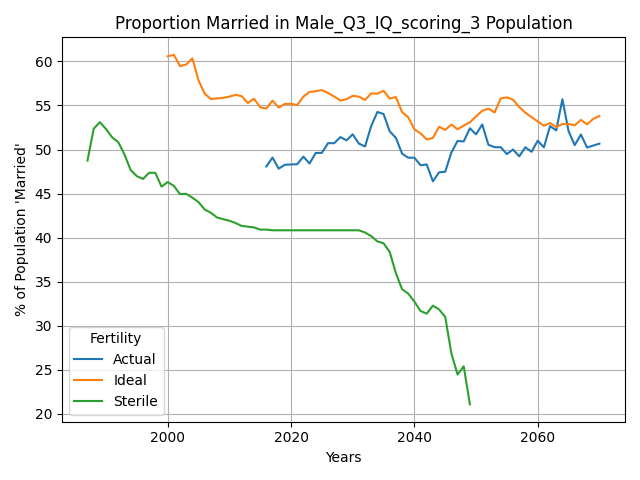 Proportion Married in Male_Q3_IQ_scoring_3 Population
% of Population 'Married'
60
55
50
45
40
35
30
25
20
Fertility
Actual
Ideal
Sterile
2000 2020 2040 2060
Years